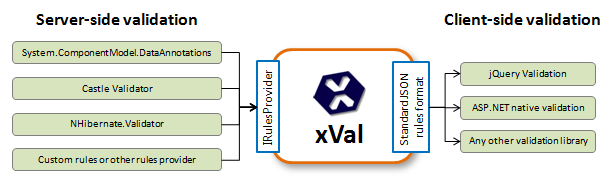 Server-side validation
Client-side validation
System.ComponentModel.DataAnnotations
Castle Validator
NHibernate.Validator
Custom rules or other rules provider
IRulesProvider
xVal
Standard JSON
rules format
jQuery Validation
ASP.NET native validation
Any other validation library